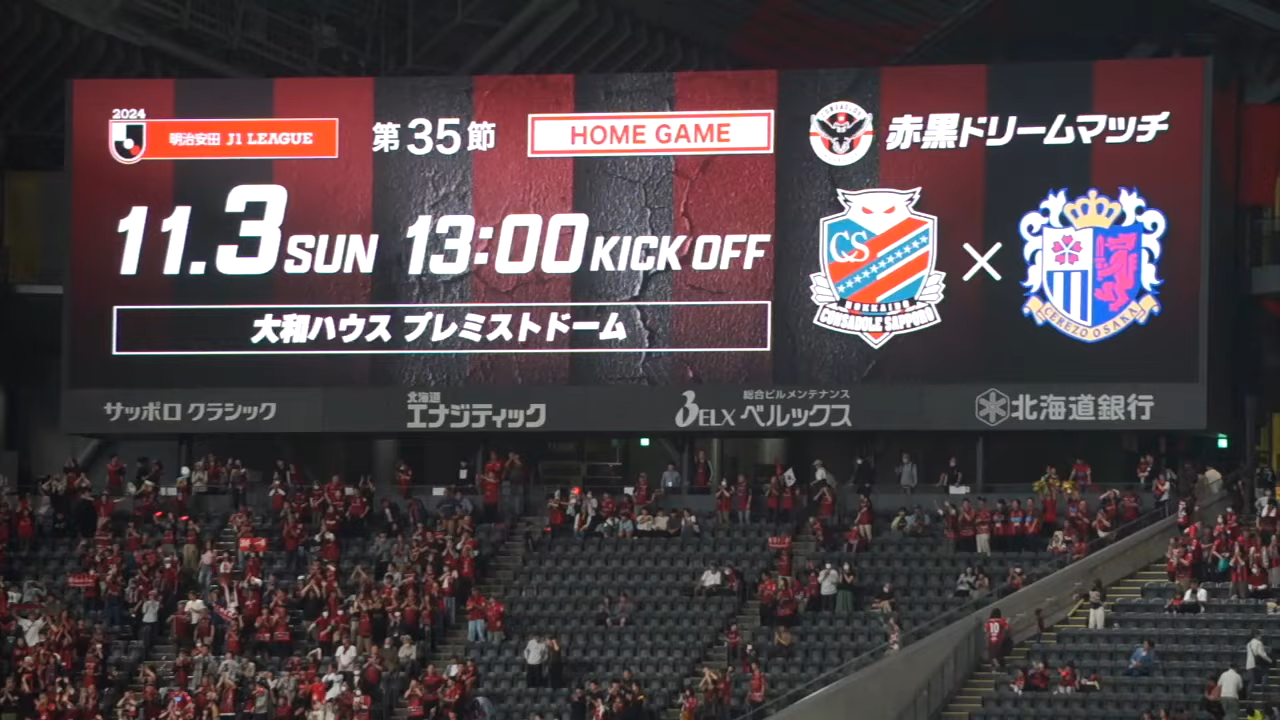 2024
明治安田 J1 LEAGUE
第35節
HOME GAME
赤黒ドリームマッチ
11.3 SUN 13:00 KICK OFF
CS
HOKKAIDO
CONSADOLE SAPPORO
×
CEREZO OSAKA
大和ハウス プレミストドーム
サッポロ クラシック
北海道
エナジティック
総合ビルメンテナンス
BELX ベルックス
北海道銀行
10